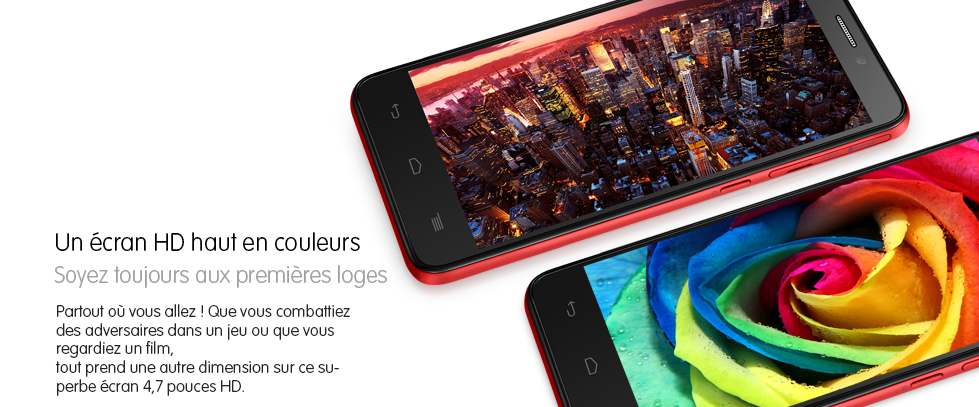 Un écran HD haut en couleurs
Soyez toujours aux premières loges
Partout où vous allez ! Que vous combattiez
des adversaires dans un jeu ou que vous
regardiez un film,
tout prend une autre dimension sur ce su-
perbe écran 4,7 pouces HD.